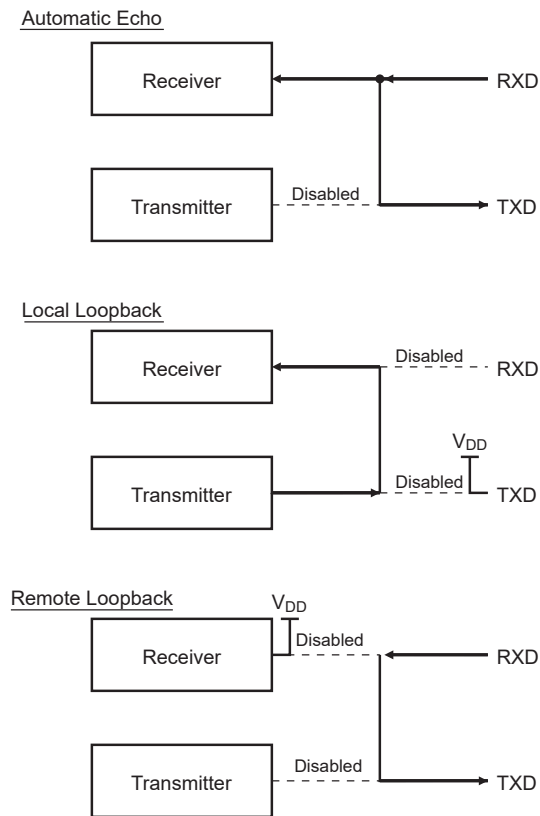 Automatic Echo
Receiver
RXD
Transmitter
Disabled
TXD
Local Loopback
Receiver
Disabled
RXD
VDD
Transmitter
Disabled
TXD
Remote Loopback
VDD
Receiver
Disabled
RXD
Transmitter
Disabled
TXD